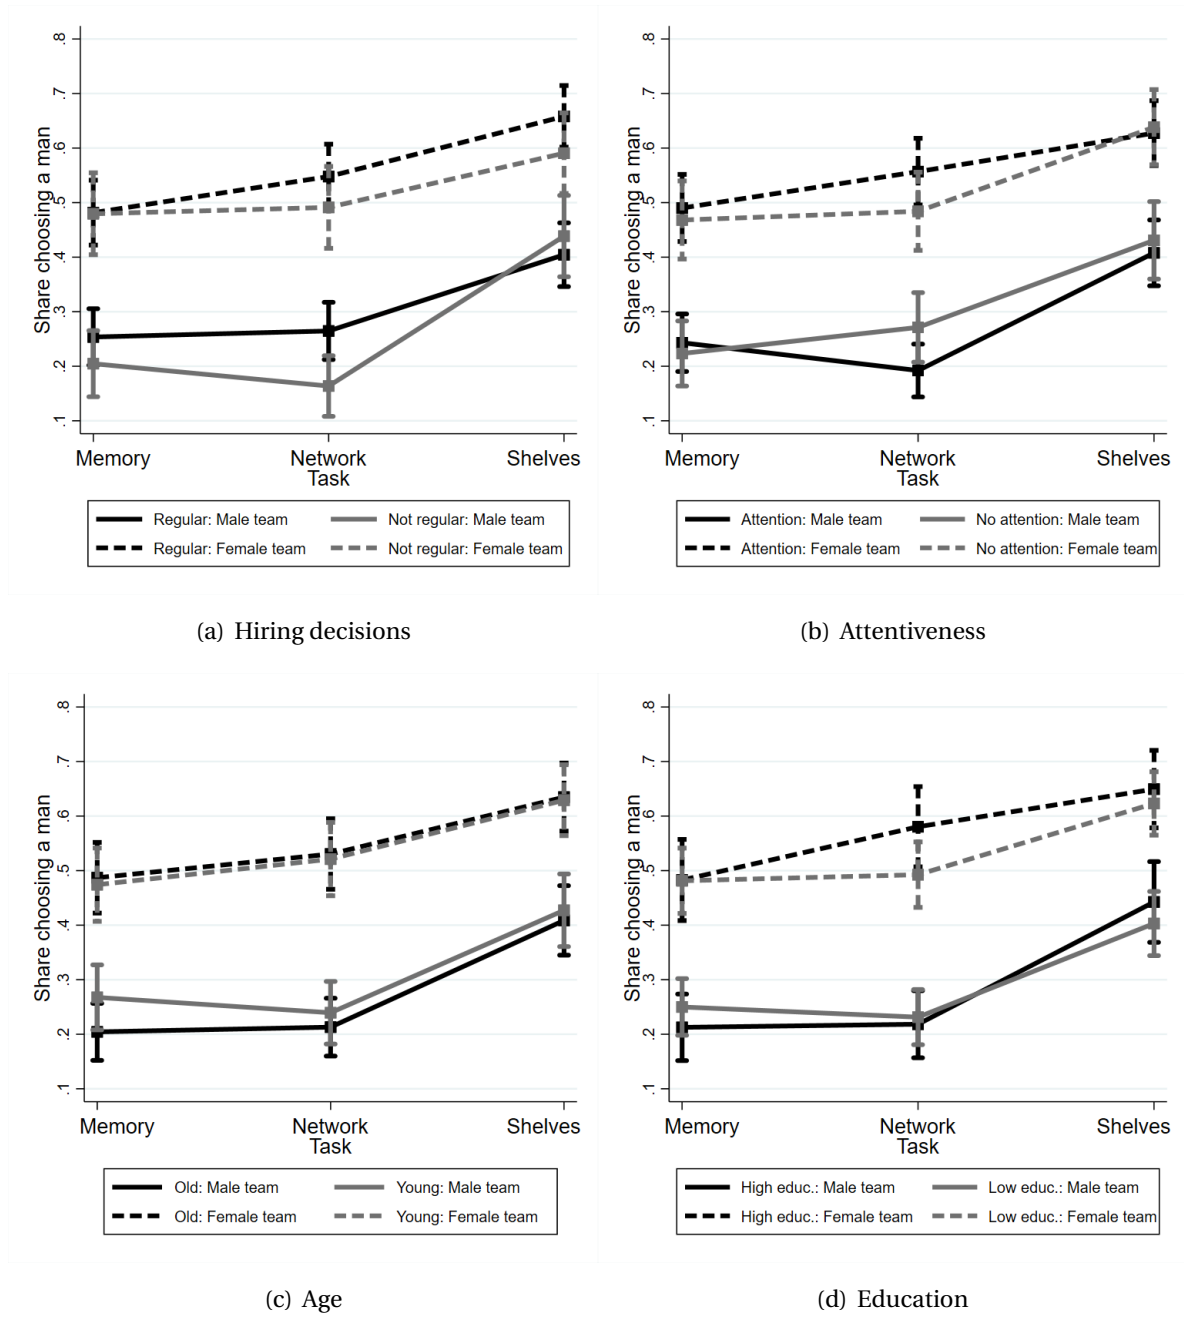 Share choosing a man
.8
.7
.6
.5
.4
.3
.2
.1
Memory Network Shelves
Task
Regular: Male team Not regular: Male team
Regular: Female team Not regular: Female team
(a) Hiring decisions
Share choosing a man
.8
.7
.6
.5
.4
.3
.2
.1
Memory Network Shelves
Task
Attention: Male team No attention: Male team
Attention: Female team No attention: Female team
(b) Attentiveness
Share choosing a man
.8
.7
.6
.5
.4
.3
.2
.1
Memory Network Shelves
Task
Old: Male team Young: Male team
Old: Female team Young: Female team
(c) Age
Share choosing a man
.8
.7
.6
.5
.4
.3
.2
.1
Memory Network Shelves
Task
High educ.: Male team Low educ.: Male team
High educ.: Female team Low educ.: Female team
(d) Education